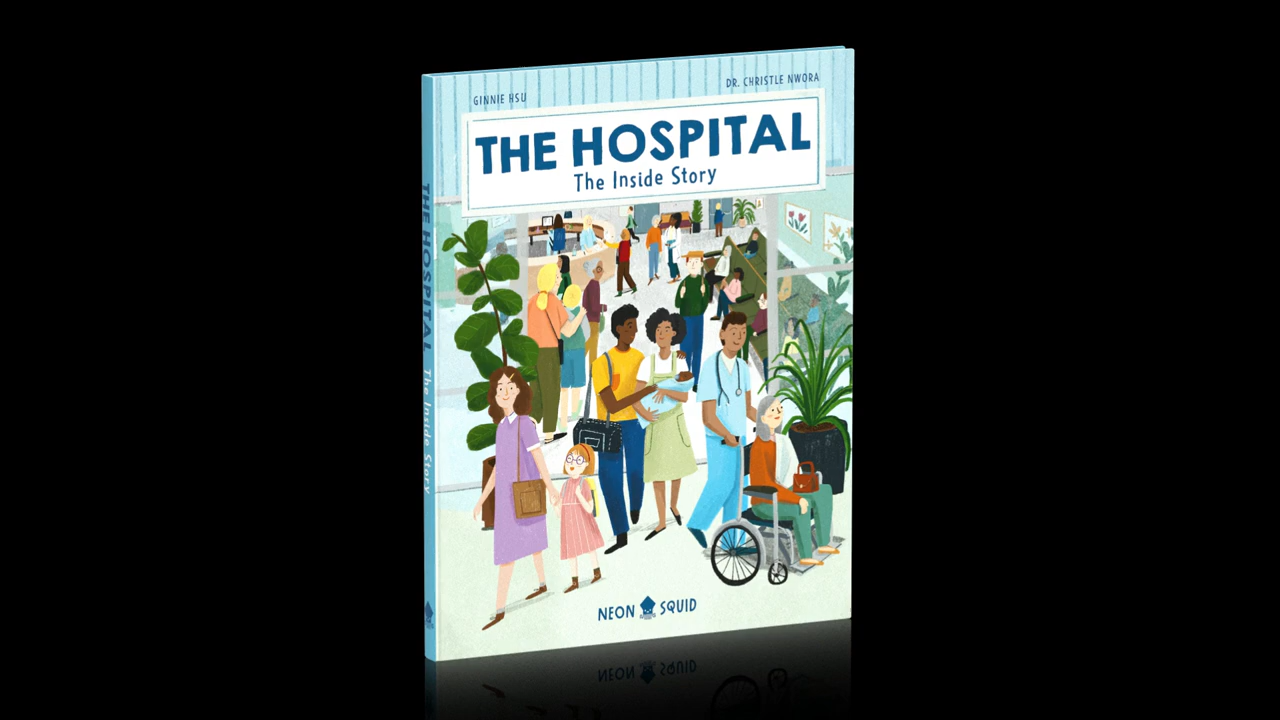 GINNIE HSU
DR. CHRISTLE NWORA
THE HOSPITAL
The Inside Story
THE HOSPITAL The Inside Story
NEON SQUID